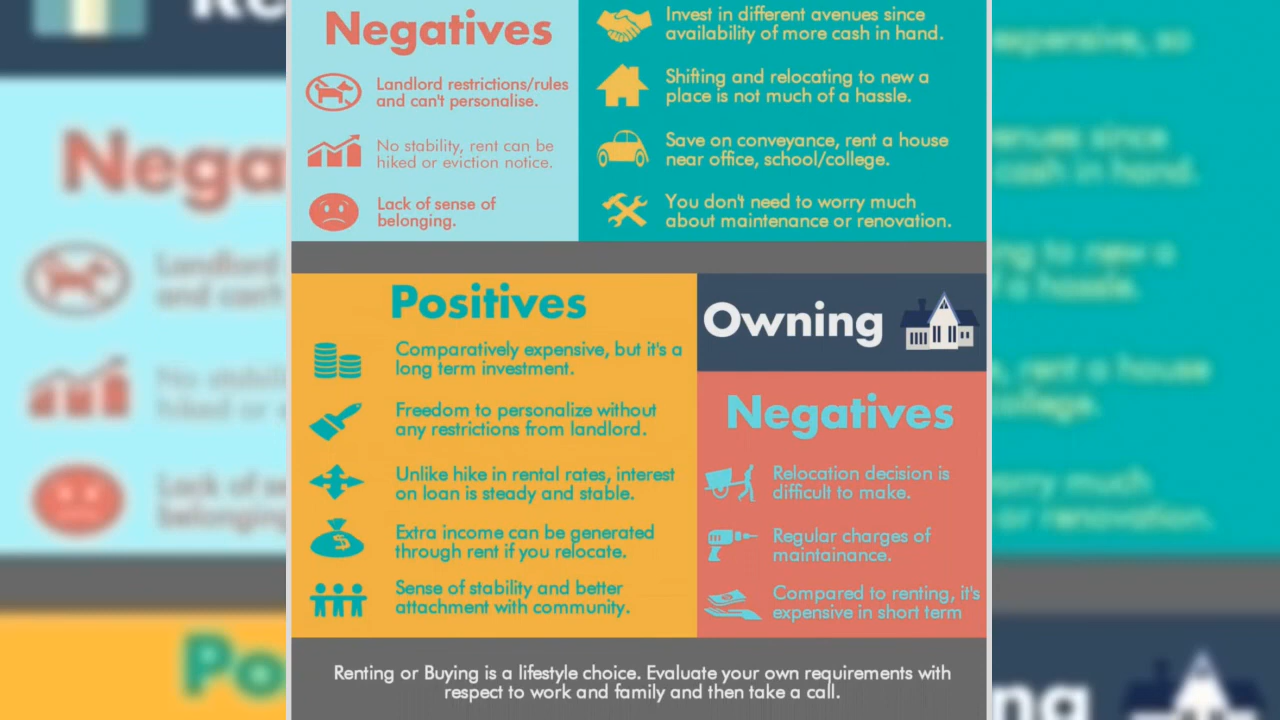 Negatives
Landlord restrictions/rules
and can't personalise.
No stability, rent can be
hiked or eviction notice.
Lack of sense of
belonging.
Invest in different avenues since
availability of more cash in hand.
Shifting and relocating to new a
place is not much of a hassle.
Save on conveyance, rent a house
near office, school/college.
You don't need to worry much
about maintenance or renovation.
Positives
Comparatively expensive, but it's a
long term investment.
Freedom to personalize without
any restrictions from landlord.
Unlike hike in rental rates, interest
on loan is steady and stable.
Extra income can be generated
through rent if you relocate.
Sense of stability and better
attachment with community.
Owning
Negatives
Relocation decision is
difficult to make.
Regular charges of
maintainance.
Compared to renting, it's
expensive in short term
Renting or Buying is a lifestyle choice. Evaluate your own requirements with
respect to work and family and then take a call.